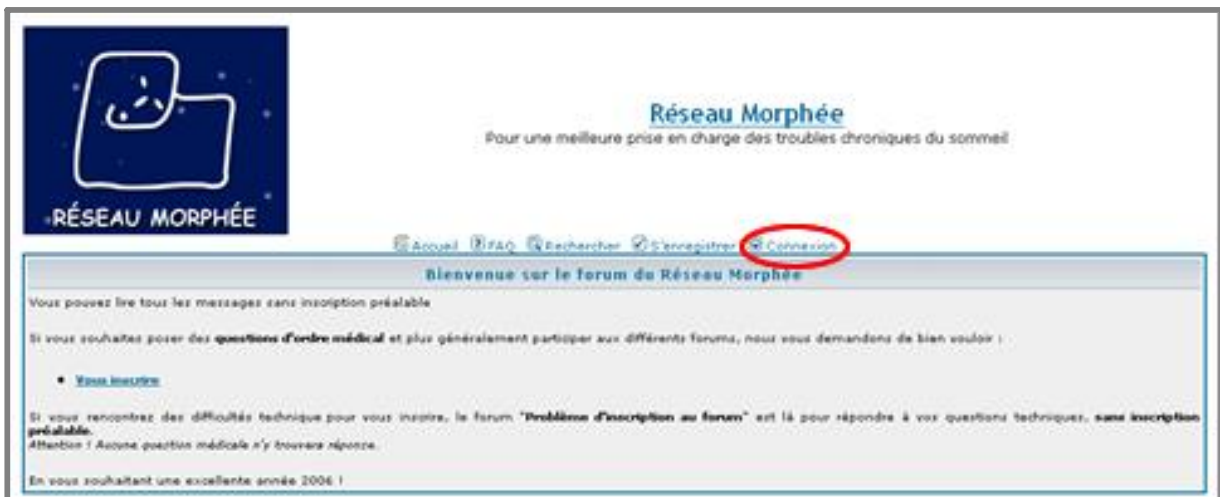 RÉSEAU MORPHÉE
Réseau Morphée
Pour une meilleure prise en charge des troubles chroniques du sommeil
Accueil FAQ Rechercher S'enregistrer Connexion
Bienvenue sur le forum du Réseau Morphée
Vous pouvez lire tous les messages sans inscription préalable
Si vous souhaitez poser des questions d'ordre médical et plus généralement participer aux différents forums, nous vous demandons de bien vouloir :
• Vous inscrire
Si vous rencontrez des difficultés technique pour vous inscrire, le forum "Problème d'inscription au forum" est là pour répondre à vos questions techniques, sans inscription
préalable.
Attention ! Aucune question médicale n'y trouvera réponse.
En vous souhaitant une excellente année 2006 !